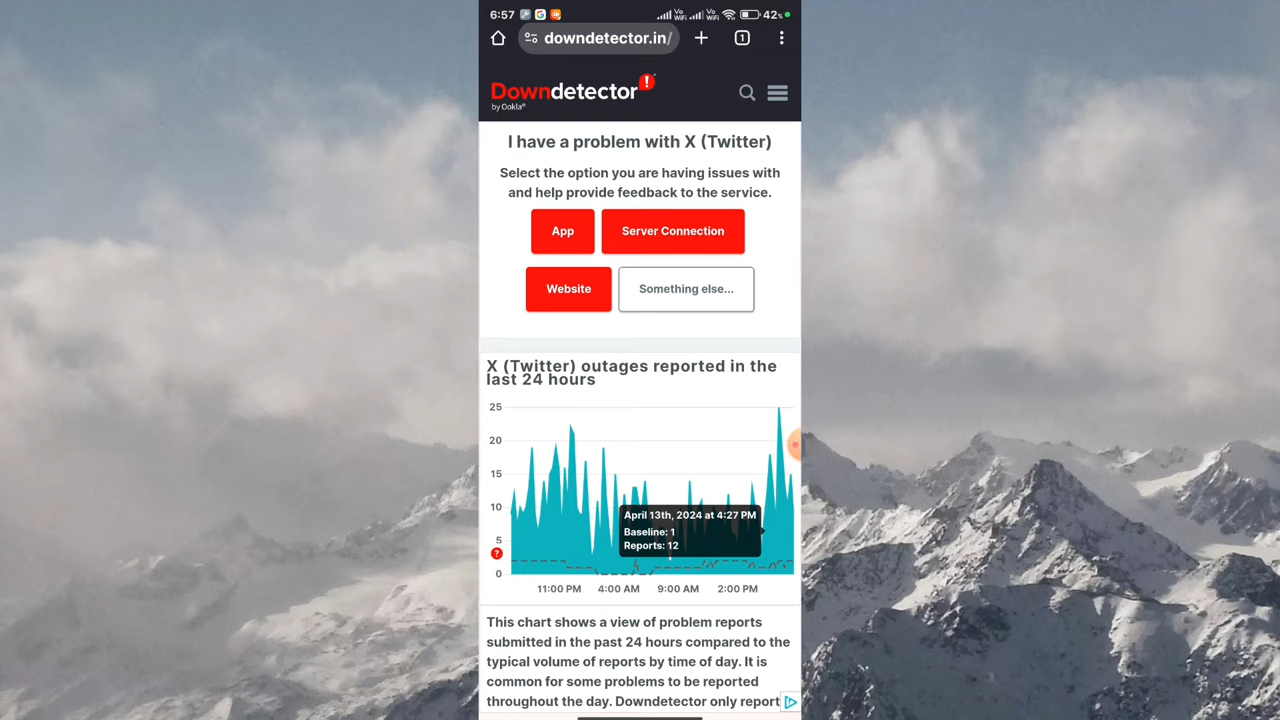 6:57
Vo WiFi
Vo WiFi
42%
downdetector.in/
1
Downdetector
by Ookla®
I have a problem with X (Twitter)
Select the option you are having issues with
and help provide feedback to the service.
App
Server Connection
Website
Something else...
X (Twitter) outages reported in the
last 24 hours
25
20
15
10
5
0
April 13th, 2024 at 4:27 PM
Baseline: 1
Reports: 12
11:00 PM
4:00 AM
9:00 AM
2:00 PM
This chart shows a view of problem reports
submitted in the past 24 hours compared to the
typical volume of reports by time of day. It is
common for some problems to be reported
throughout the day. Downdetector only report